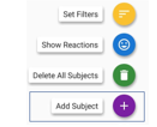 Set Filters
Show Reactions
Delete All Subjects
Add Subject